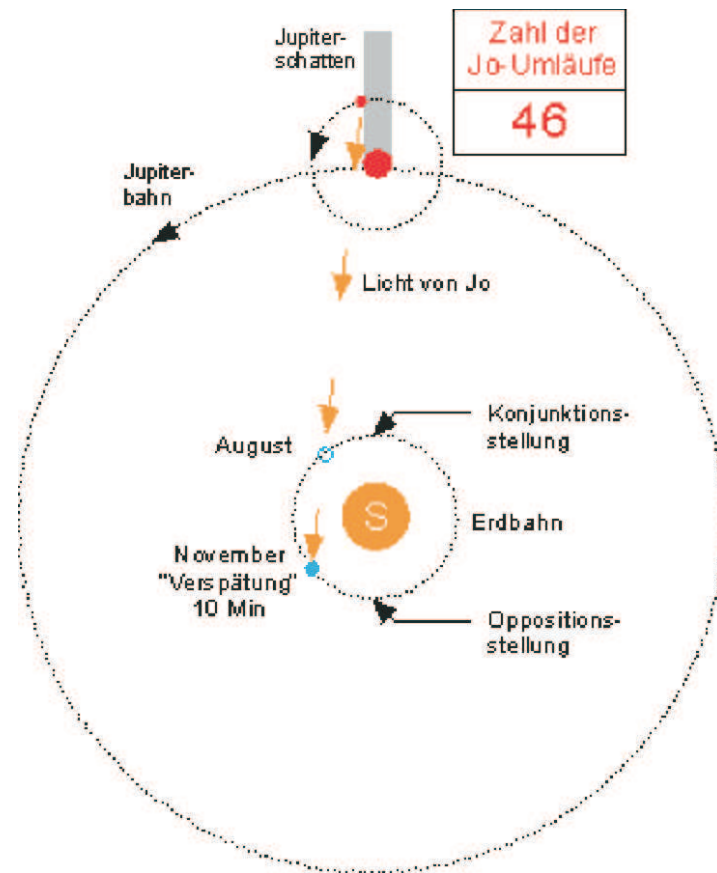 Jupiter-
schatten
Zahl der
Jo-Umläufe
46
Jupiter-
bahn
Licht von Jo
August
Konjunktions-
stellung
S
Erdbahn
November
"Verspätung"
10 Min
Oppositions-
stellung